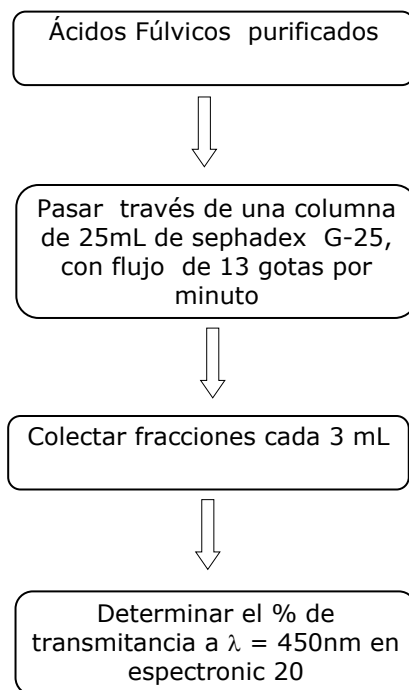 Ácidos Fúlvicos purificados
Pasar través de una columna
de 25mL de sephadex G-25,
con flujo de 13 gotas por
minuto
Colectar fracciones cada 3 mL
Determinar el % de
transmitancia a λ = 450nm en
espectronic 20